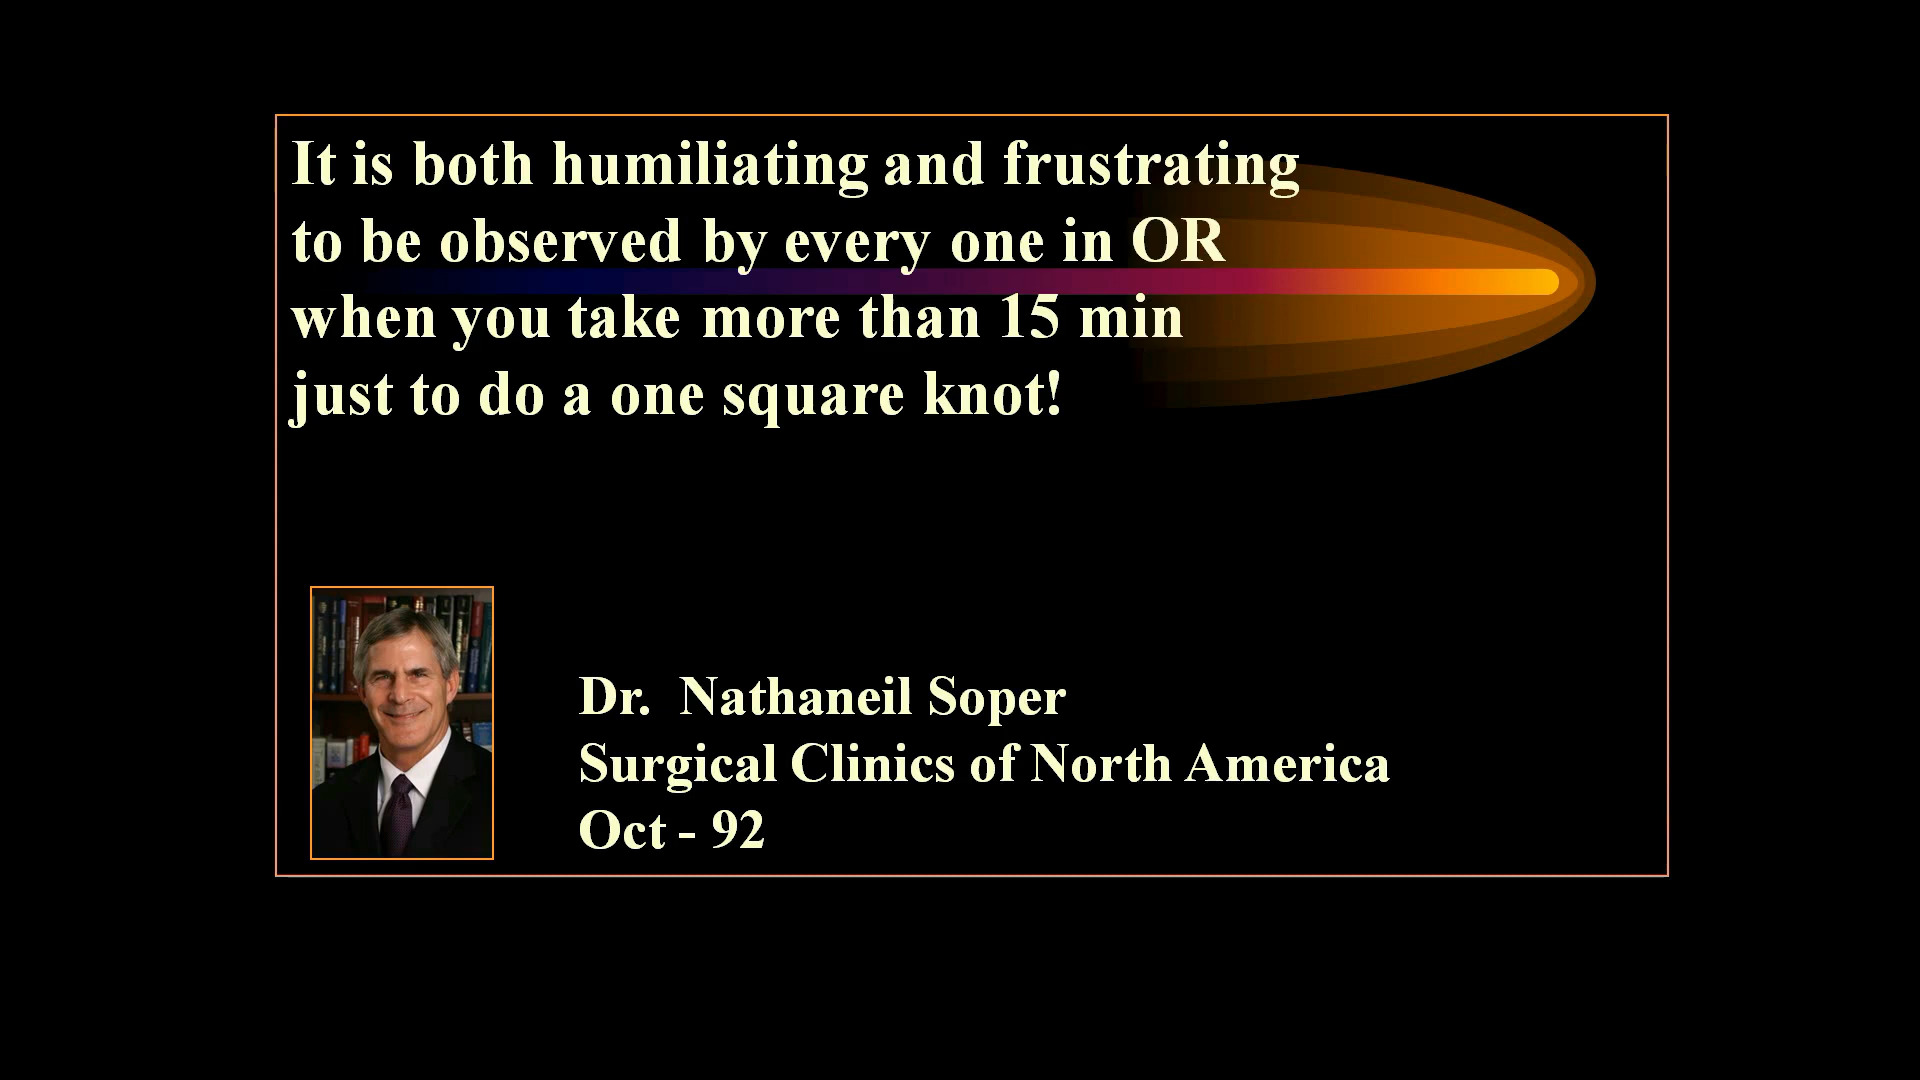 It is both humiliating and frustrating
to be observed by every one in OR
when you take more than 15 min
just to do a one square knot!
Dr. Nathaneil Soper
Surgical Clinics of North America
Oct - 92